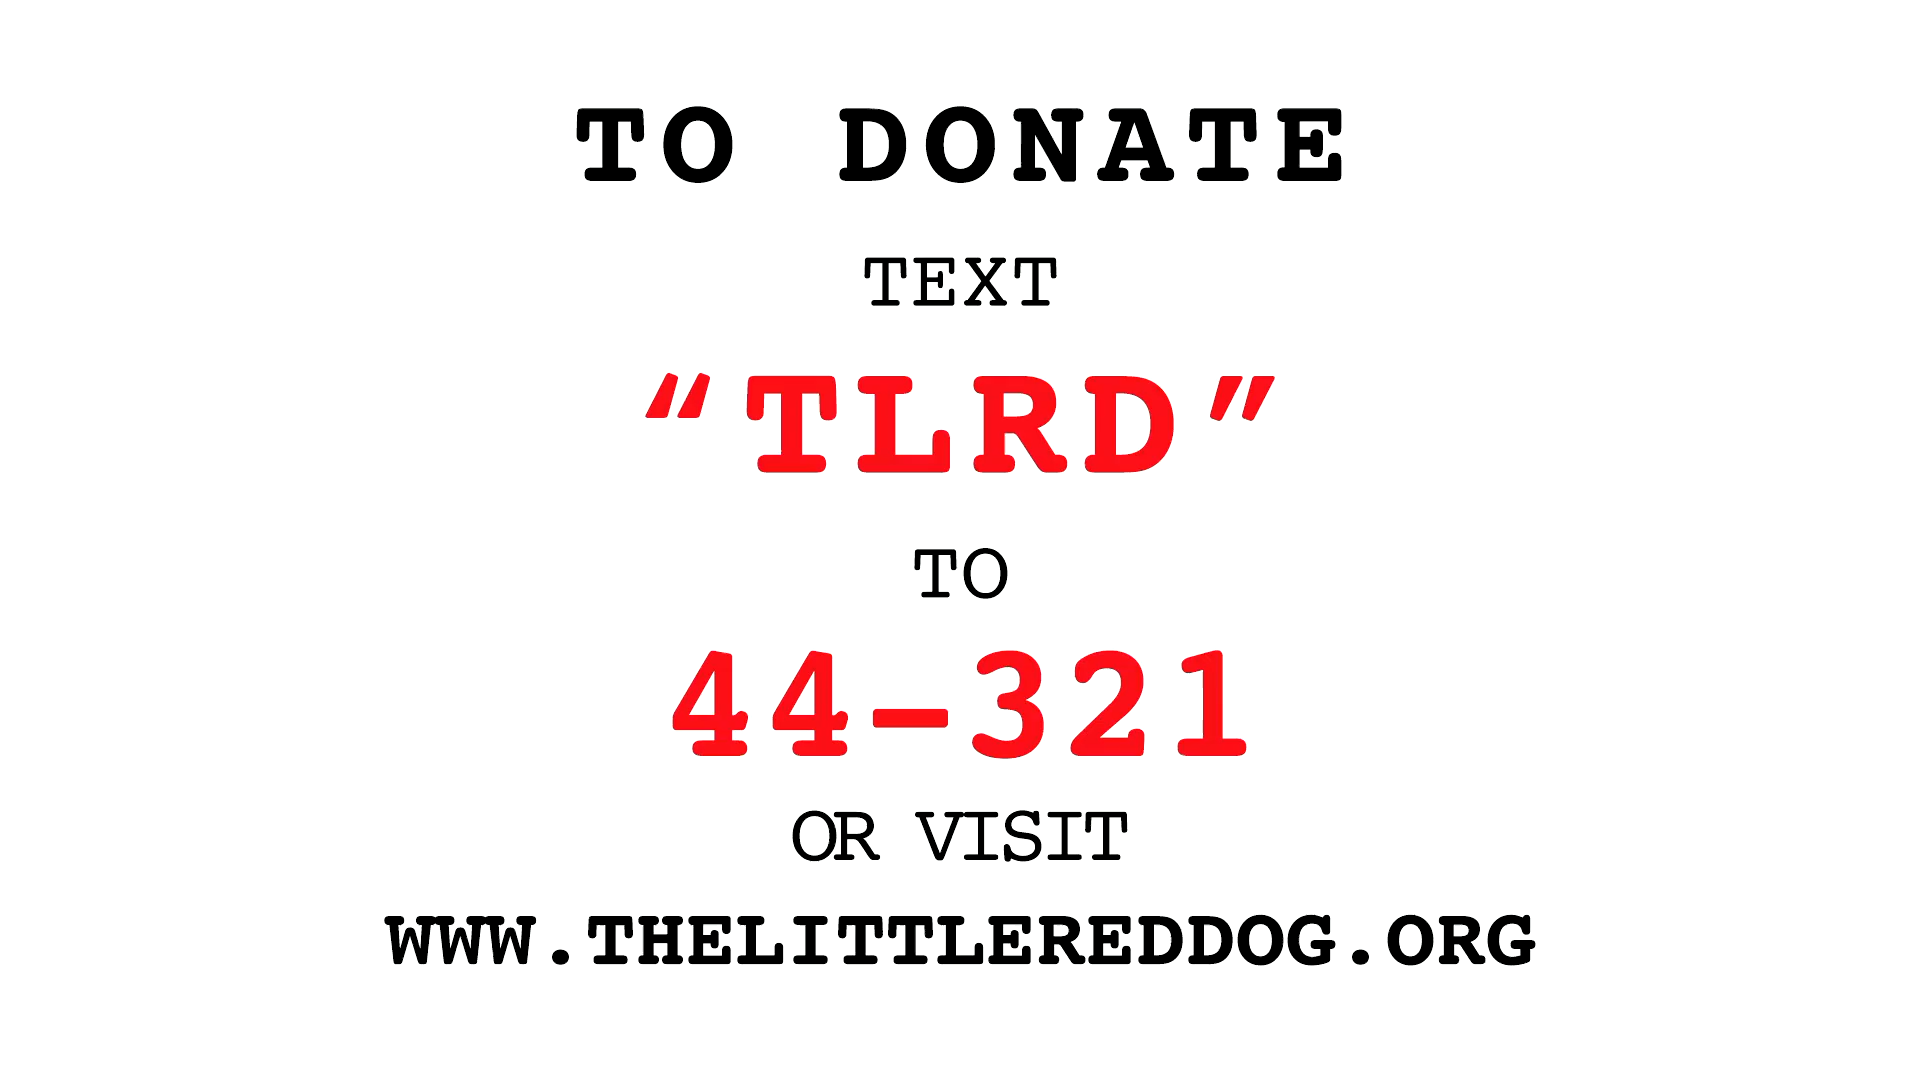 TO DONATE
TEXT
“TLRD”
TO
44-321
OR VISIT
WWW.THELITTLEREDDOG.ORG